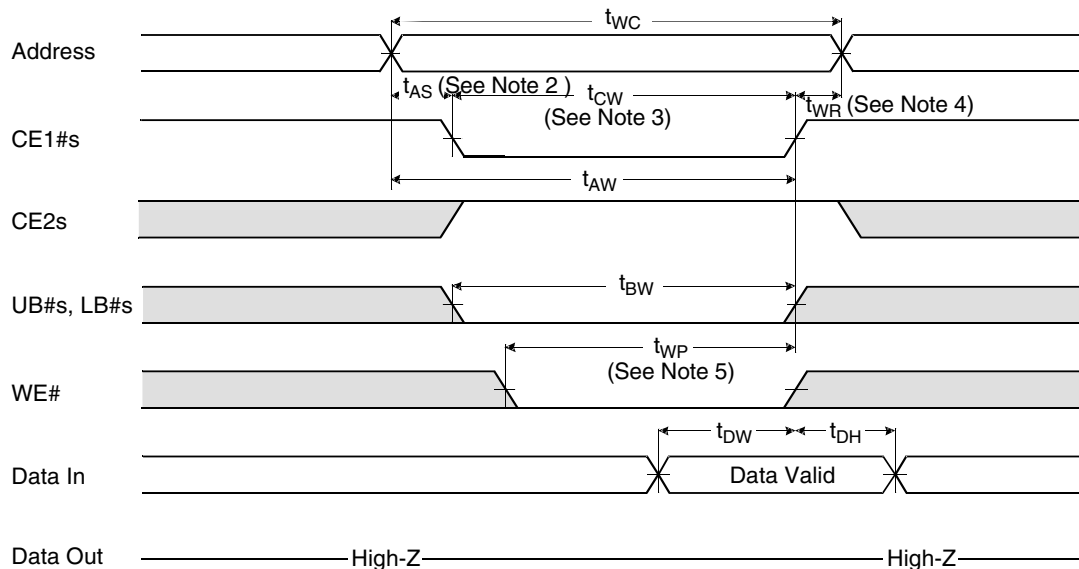 tWC
Address
tAS (See Note 2 )
tCW
(See Note 3)
tWR (See Note 4)
CE1#s
tAW
CE2s
tBW
UB#s, LB#s
tWP
(See Note 5)
WE#
tDW
tDH
Data In
Data Valid
Data Out
High-Z
High-Z